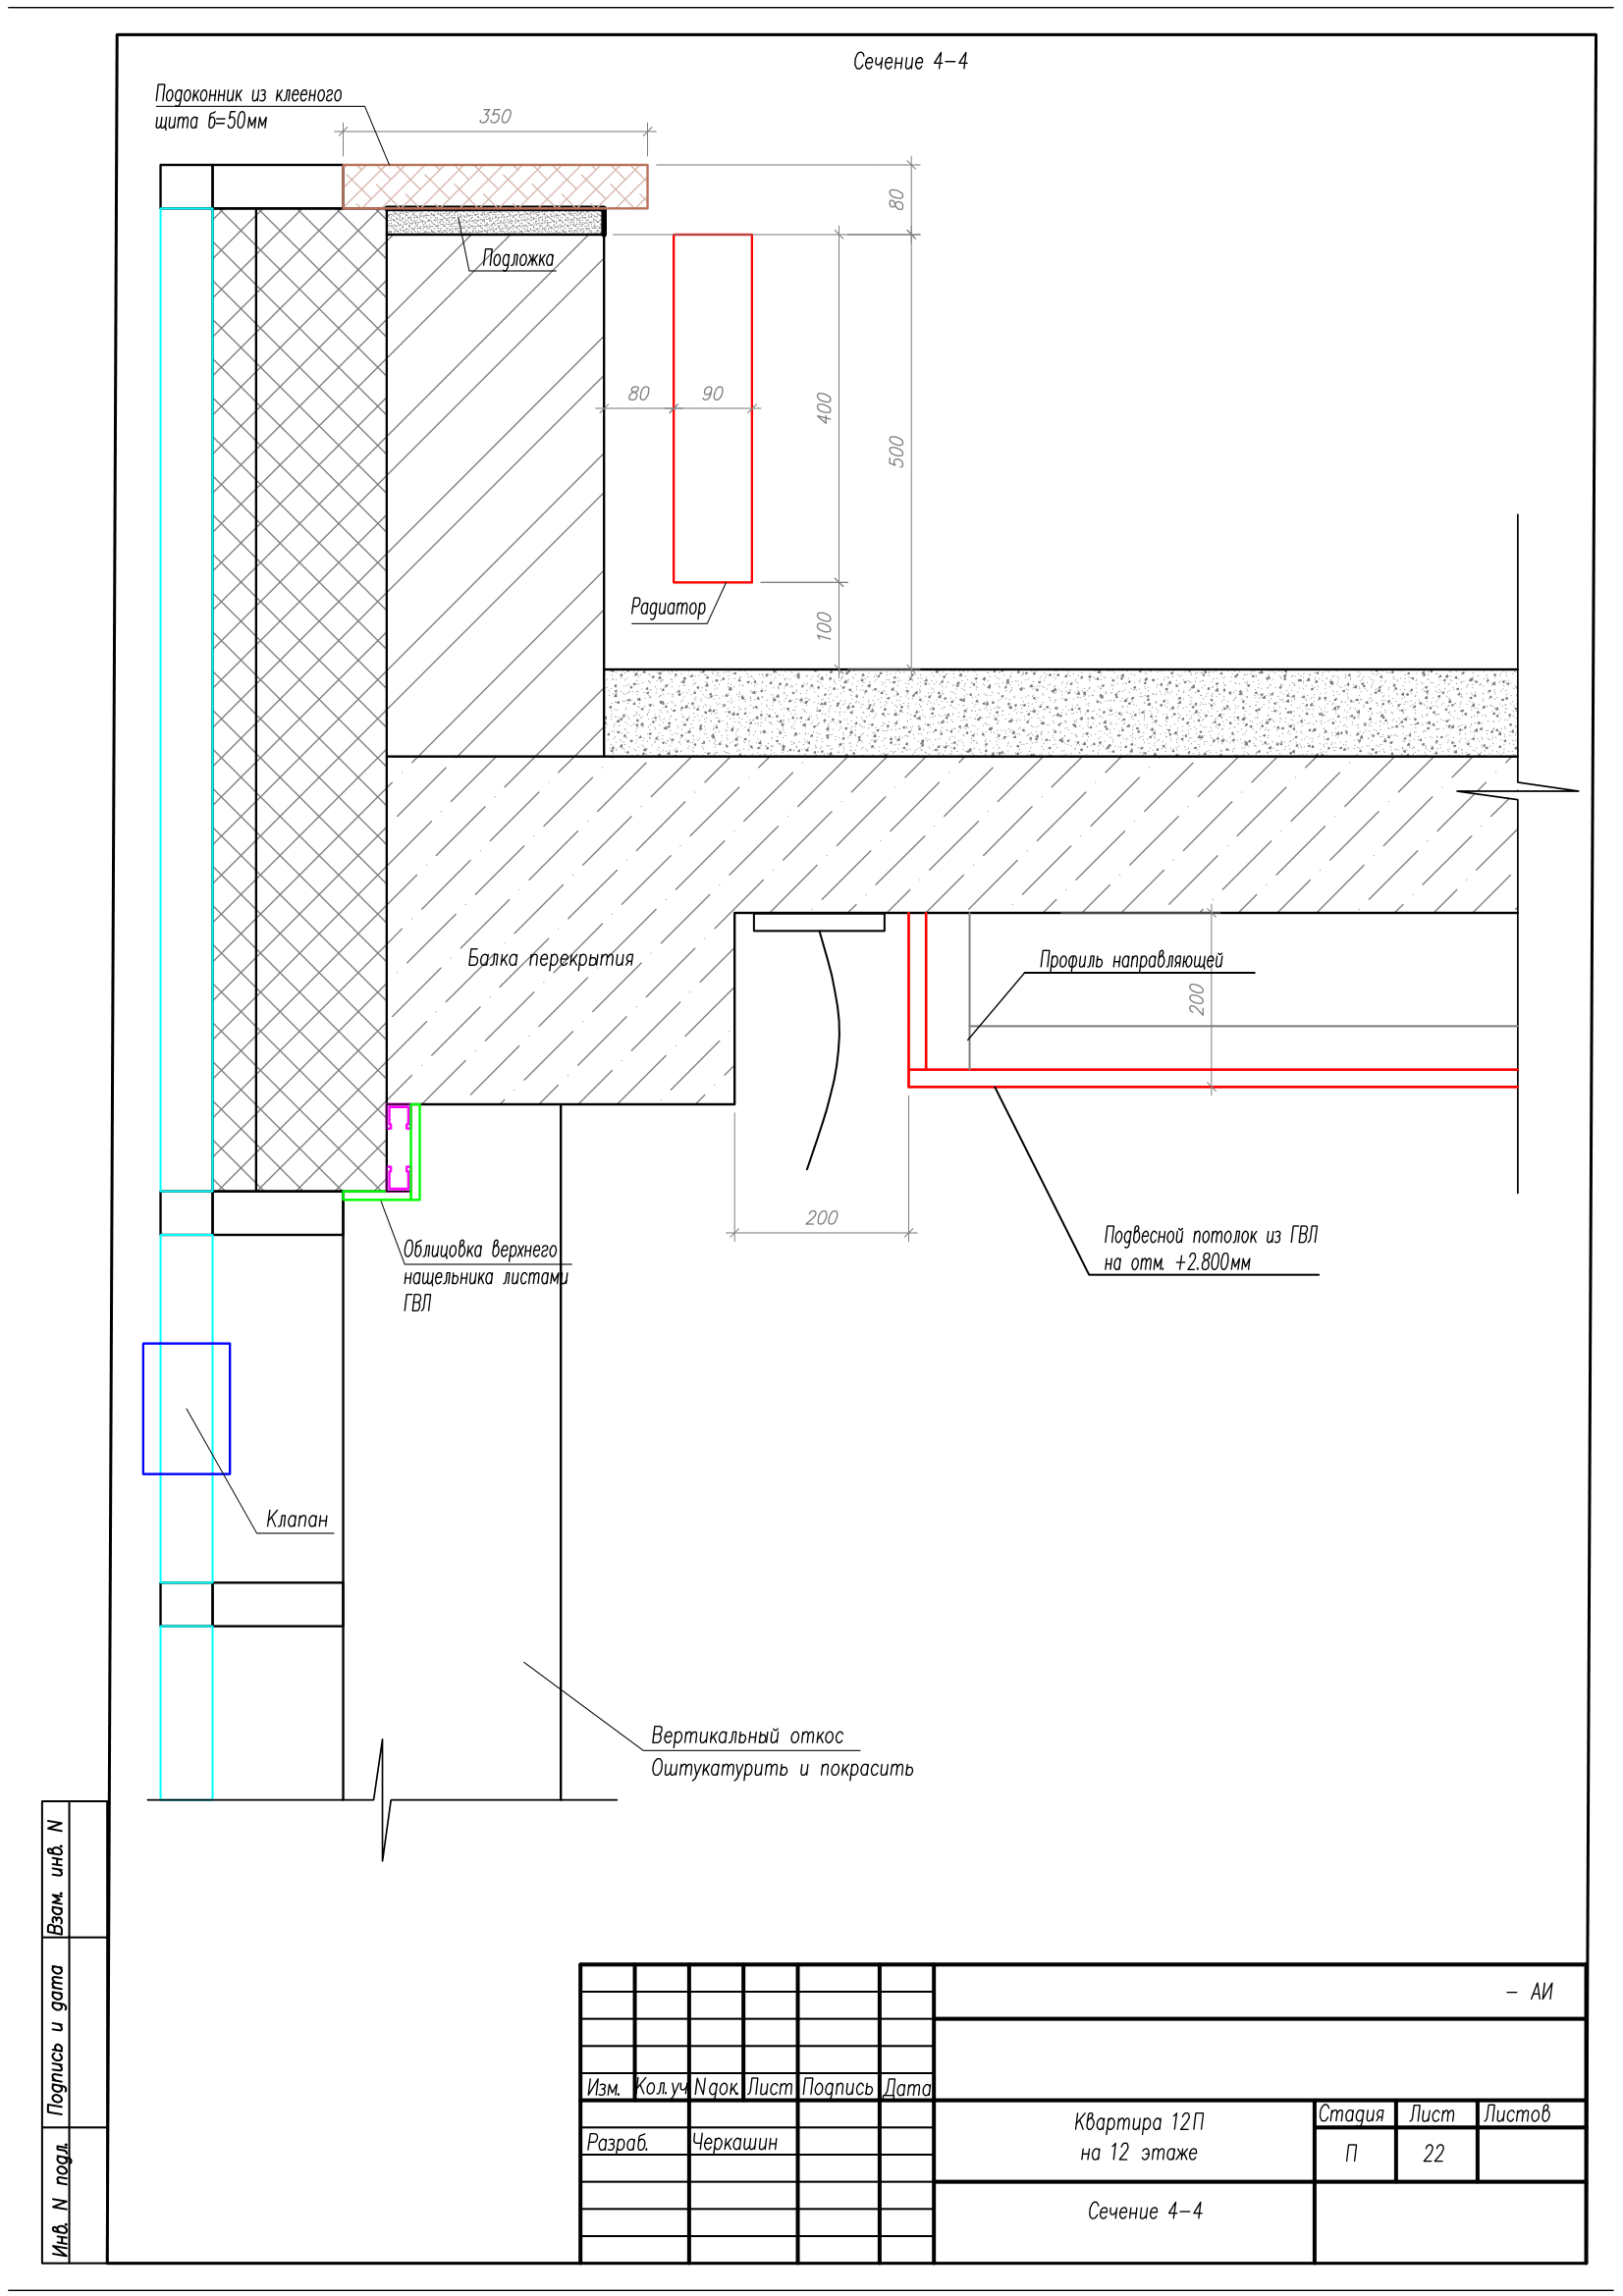 Сечение 4-4
Подоконник из клееного
щита б=50мм
350
80
Подложка
80
90
400
500
Радиатор
100
Балка перекрытия
Профиль направляющей
200
200
Подвесной потолок из ГВЛ
на отм. +2.800мм
Облицовка верхнего
нащельника листами
ГВЛ
Клапан
Вертикальный откос
Оштукатурить и покрасить
Взам. инв. N
Подпись и дата
Инв. N подл.
- АИ
Изм. Кол.уч Nдок. Лист Подпись Дата
Разраб. Черкашин
Квартира 12П
на 12 этаже
Стадия Лист Листов
П 22
Сечение 4-4